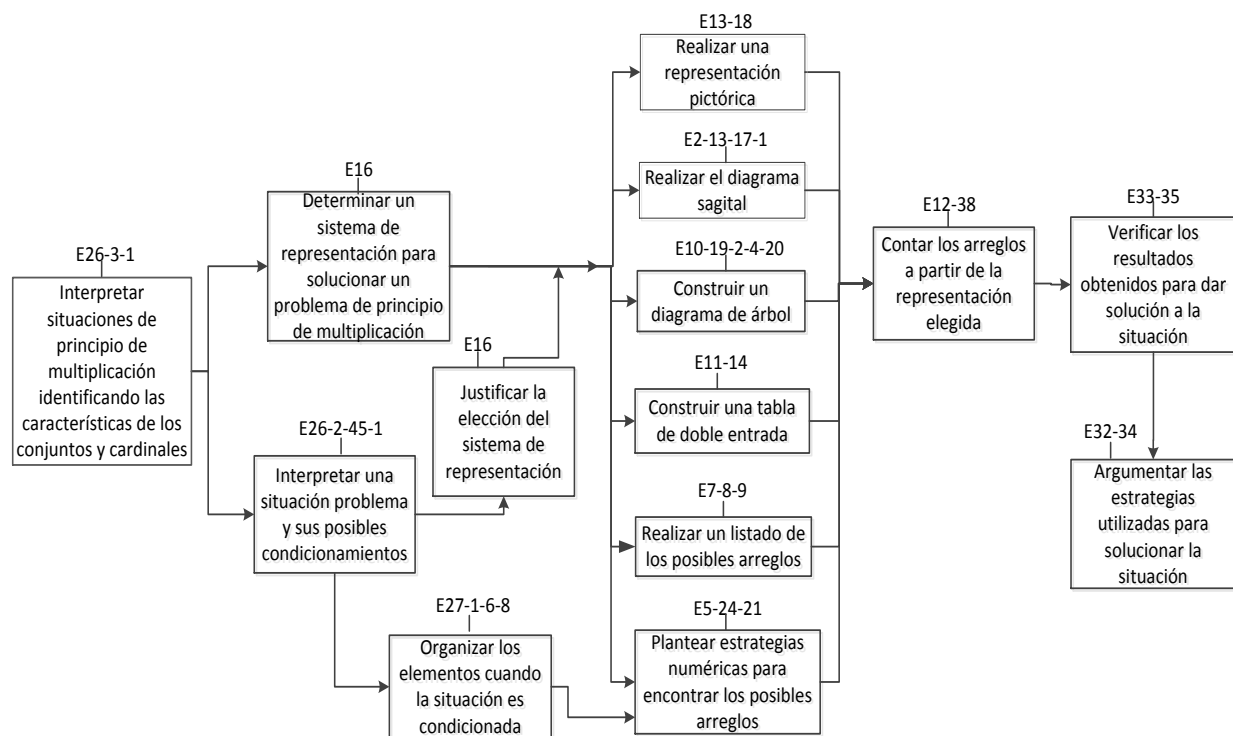 E26-3-1
Interpretar
situaciones de
principio de
multiplicación
identificando las
características de los
conjuntos y cardinales
E16
Determinar un
sistema de
representación para
solucionar un
problema de principio
de multiplicación
E26-2-45-1
Interpretar una
situación problema
y sus posibles
condicionamientos
E16
Justificar la
elección del
sistema de
representación
E27-1-6-8
Organizar los
elementos cuando
la situación es
condicionada
E13-18
Realizar una
representación
pictórica
E2-13-17-1
Realizar el diagrama
sagital
E10-19-2-4-20
Construir un
diagrama de árbol
E11-14
Construir una tabla
de doble entrada
E7-8-9
Realizar un listado de
los posibles arreglos
E5-24-21
Plantear estrategias
numéricas para
encontrar los posibles
arreglos
E12-38
Contar los arreglos
a partir de la
representación
elegida
E33-35
Verificar los
resultados
obtenidos para dar
solución a la
situación
E32-34
Argumentar las
estrategias
utilizadas para
solucionar la
situación